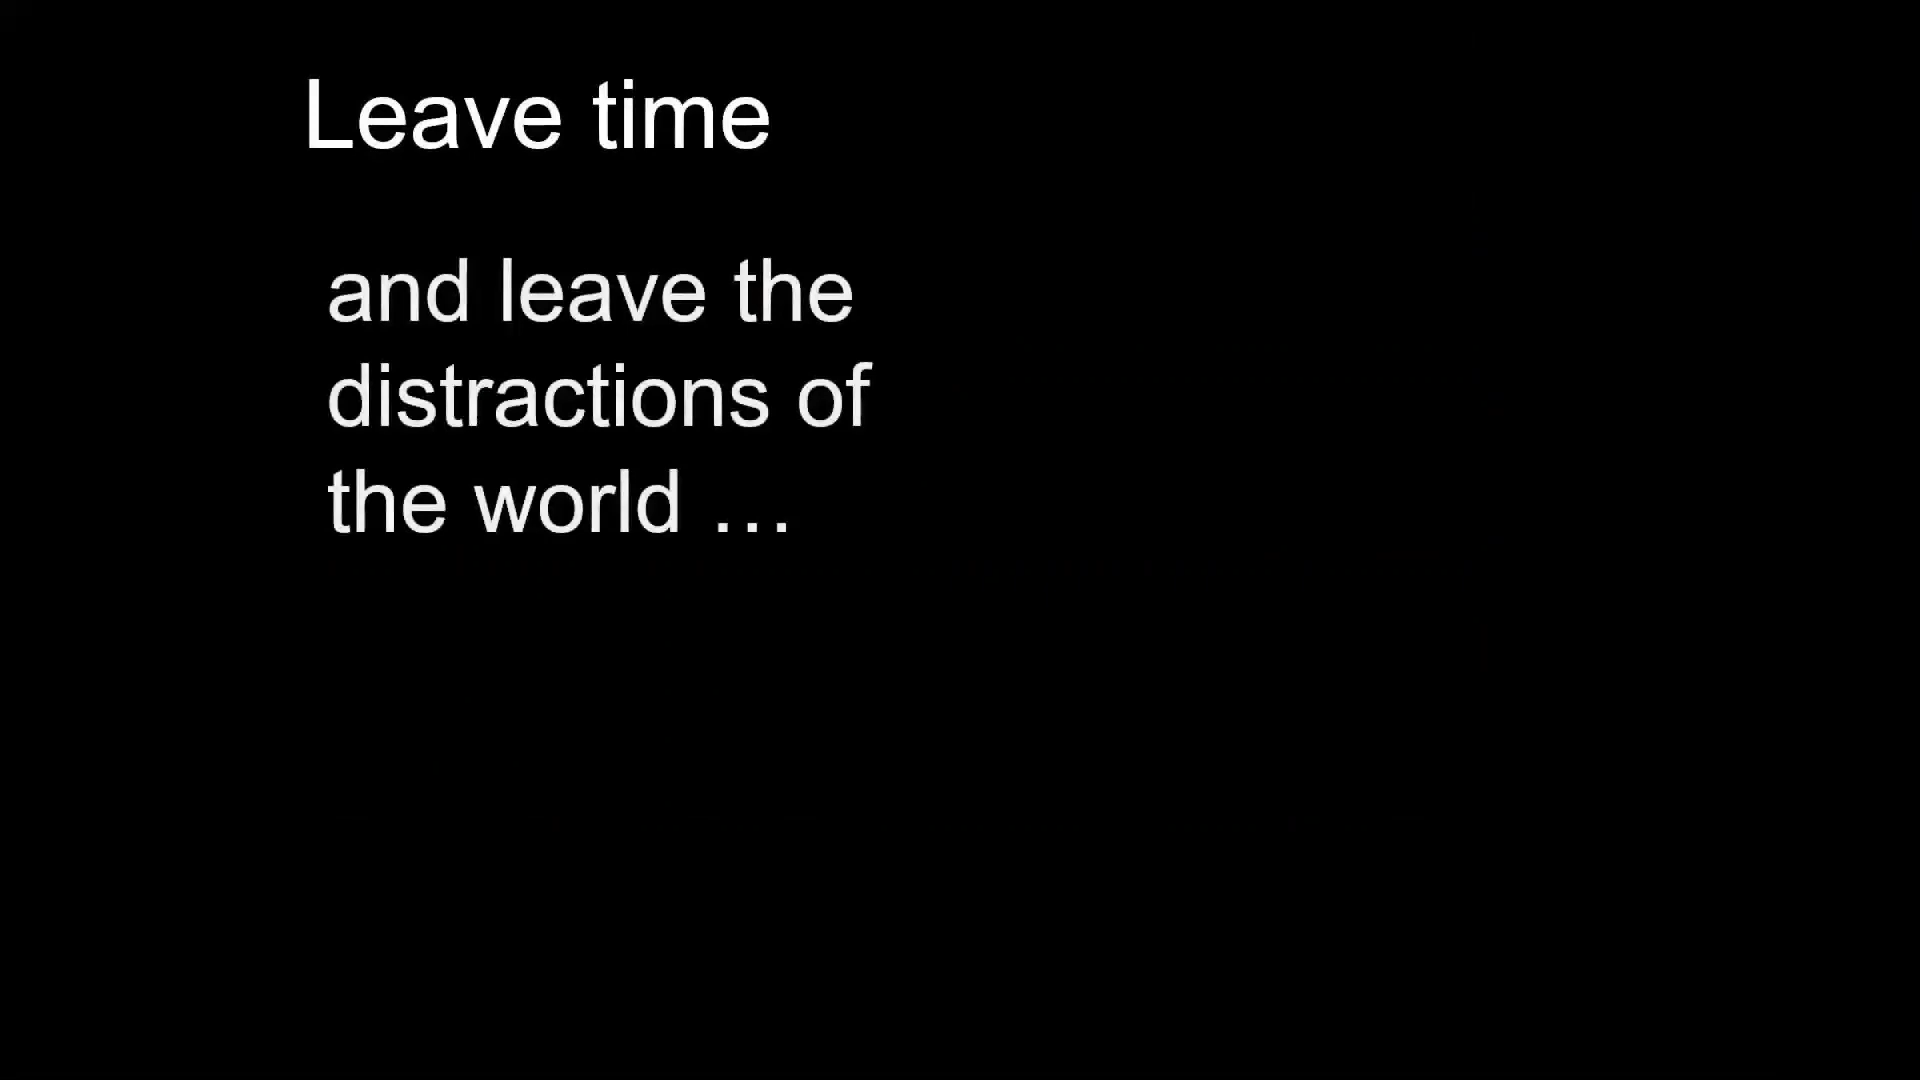 Leave time
and leave the
distractions of
the world …